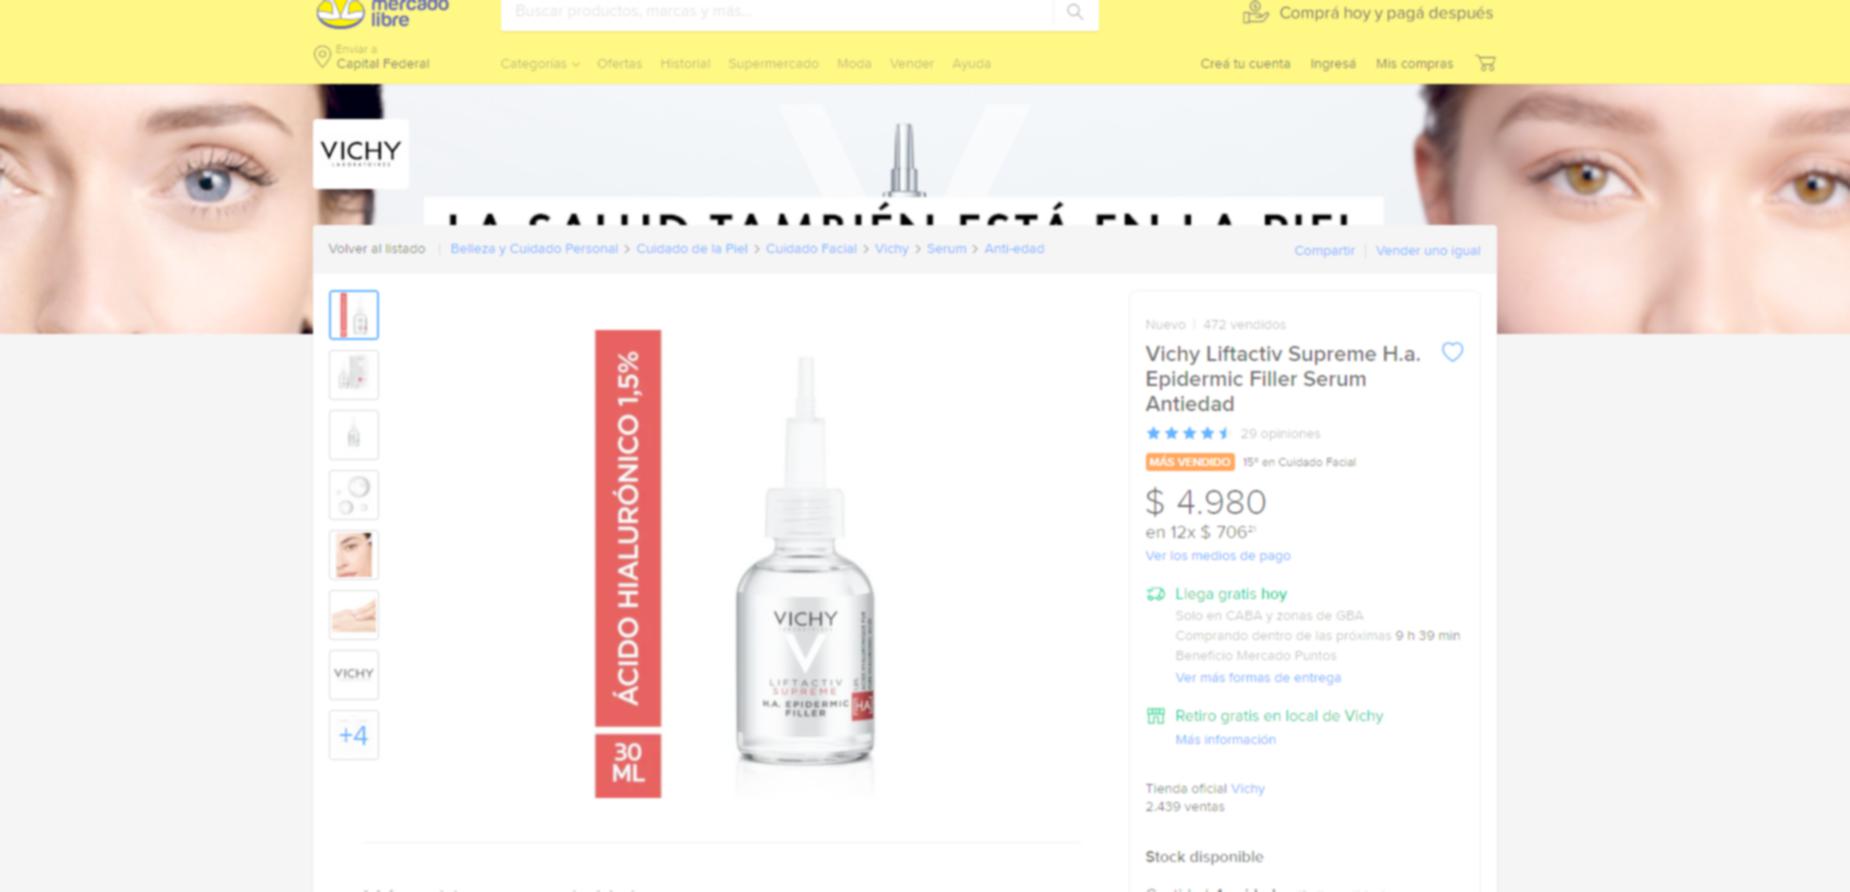 mercado
libre
Buscar productos, marcas y más...
Comprá hoy y pagá después
Enviar a
Capital Federal
Categorías Ofertas Historial Supermercado Moda Vender Ayuda
Creá tu cuenta Ingresá Mis compras
VICHY
LABORATOIRES
LA SALUD TAMBIÉN ESTÁ EN LA PIEL
Volver al listado | Belleza y Cuidado Personal > Cuidado de la Piel > Cuidado Facial > Vichy > Serum > Anti-edad
Compartir | Vender uno igual
VICHY
+4
ÁCIDO HIALURÓNICO 1,5%
30
ML
VICHY
LABORATOIRES
LIFTACTIV
SUPREME
H.A. EPIDERMIC
FILLER
HA
Nuevo | 472 vendidos
Vichy Liftactiv Supreme H.a.
Epidermic Filler Serum
Antiedad
29 opiniones
MÁS VENDIDO 15º en Cuidado Facial
$ 4.980
en 12x $ 706²¹
Ver los medios de pago
Llega gratis hoy
Solo en CABA y zonas de GBA
Comprando dentro de las próximas 9 h 39 min
Beneficio Mercado Puntos
Ver más formas de entrega
Retiro gratis en local de Vichy
Más información
Tienda oficial Vichy
2.439 ventas
Stock disponible